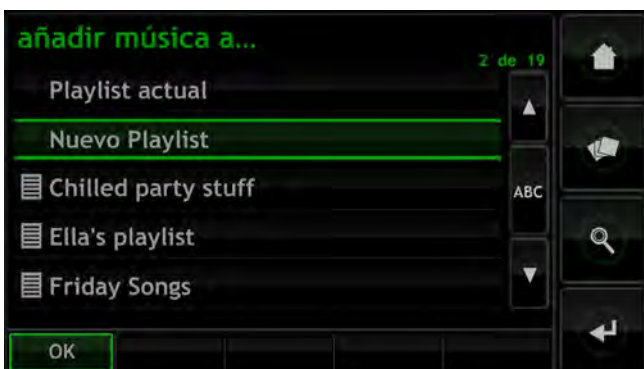 añadir música a...
2 de 19
Playlist actual
Nuevo Playlist
Chilled party stuff
ABC
Ella's playlist
Friday Songs
OK